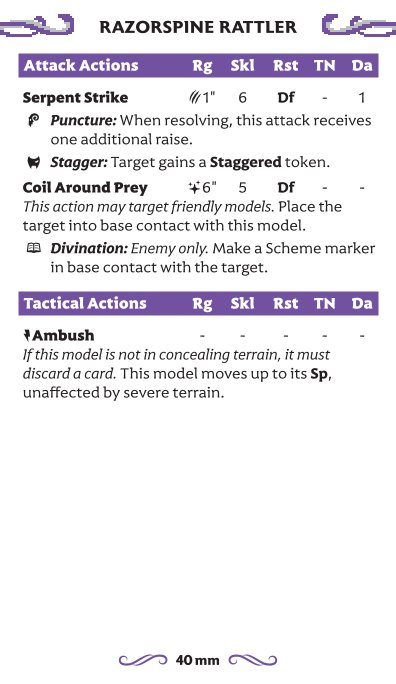 RAZORSPINE RATTLER
Attack Actions Rg Skl Rst TN Da
Serpent Strike 1" 6 Df - 1
Puncture: When resolving, this attack receives
one additional raise.
Stagger: Target gains a Staggered token.
Coil Around Prey 6" 5 Df - -
This action may target friendly models. Place the
target into base contact with this model.
Divination: Enemy only. Make a Scheme marker
in base contact with the target.
Tactical Actions Rg Skl Rst TN Da
Ambush - - - - -
If this model is not in concealing terrain, it must
discard a card. This model moves up to its Sp,
unaffected by severe terrain.
40 mm